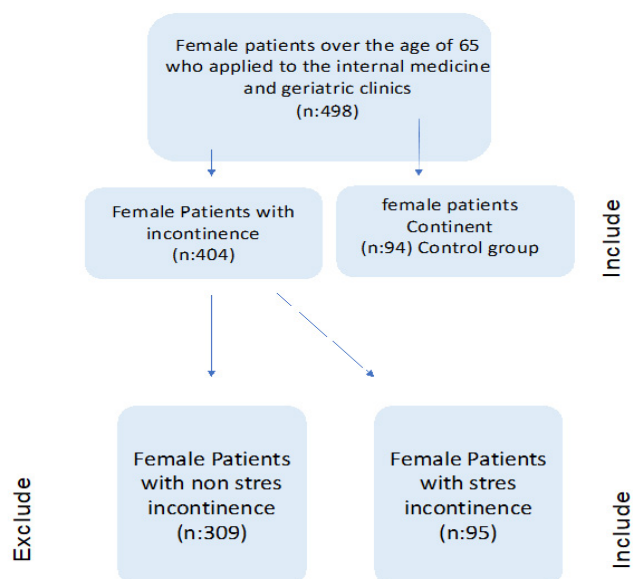 Female patients over the age of 65
who applied to the internal medicine
and geriatric clinics
(n:498)
Female Patients with
incontinence
(n:404)
female patients
Continent
(n:94) Control group
Include
Female Patients
with non stres
incontinence
(n:309)
Female Patients
with stres
incontinence
(n:95)
Exclude
Include